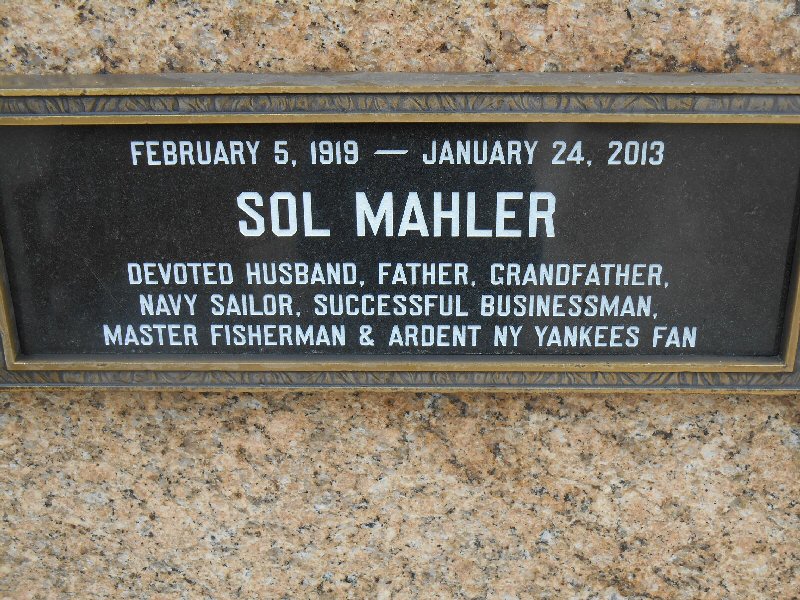 FEBRUARY 5, 1919 — JANUARY 24, 2013
SOL MAHLER
DEVOTED HUSBAND, FATHER, GRANDFATHER,
NAVY SAILOR, SUCCESSFUL BUSINESSMAN,
MASTER FISHERMAN & ARDENT NY YANKEES FAN